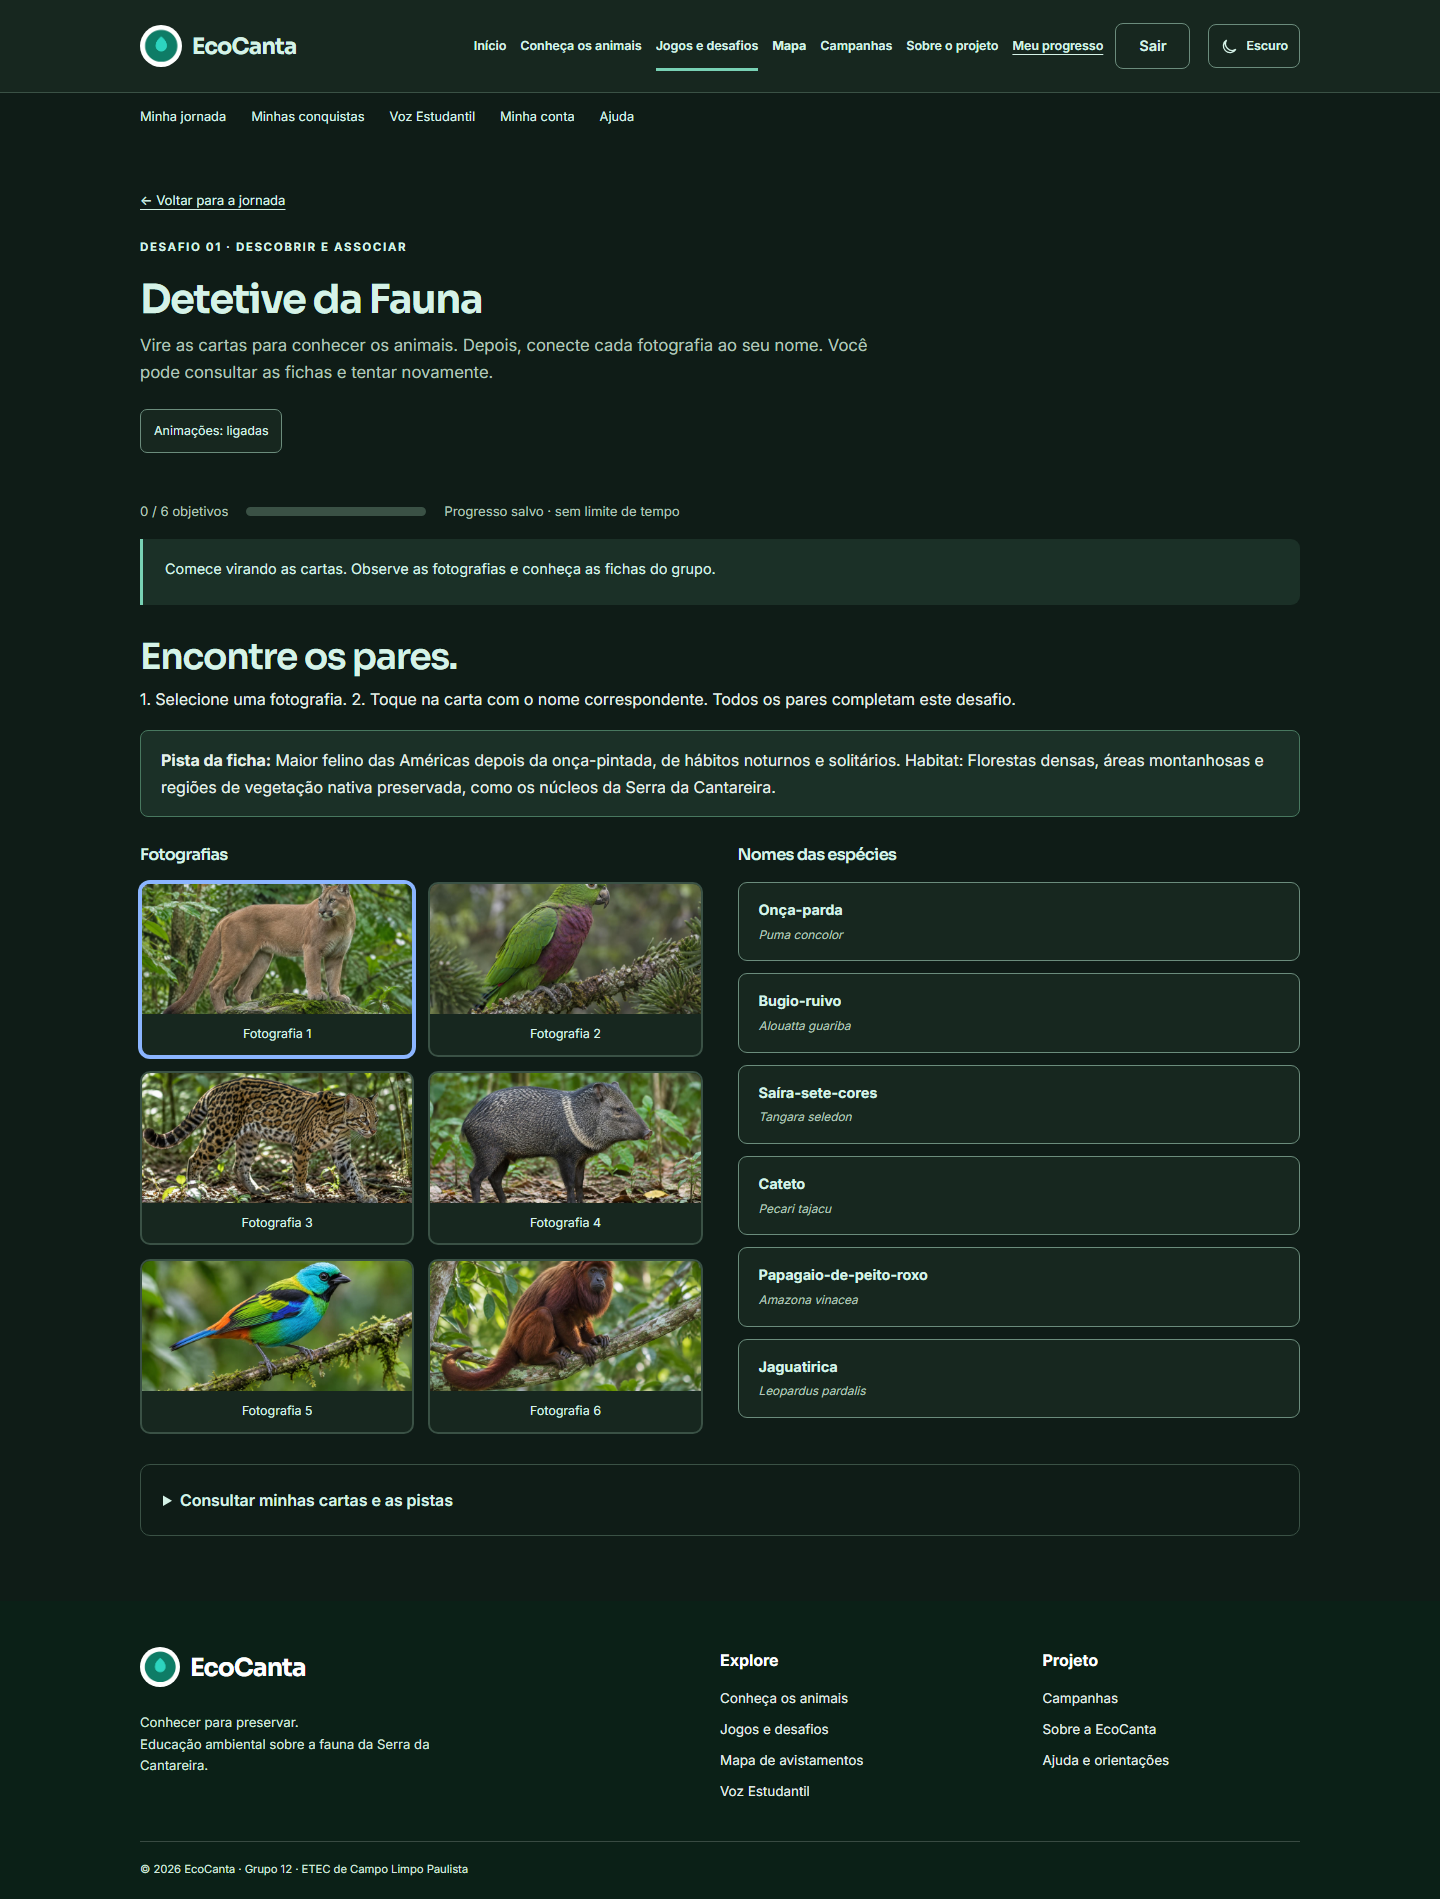 EcoCanta
Início
Conheça os animais
Jogos e desafios
Mapa
Campanhas
Sobre o projeto
Meu progresso
Sair
Escuro
Minha jornada
Minhas conquistas
Voz Estudantil
Minha conta
Ajuda
← Voltar para a jornada
DESAFIO 01 · DESCOBRIR E ASSOCIAR
Detetive da Fauna
Vire as cartas para conhecer os animais. Depois, conecte cada fotografia ao seu nome. Você
pode consultar as fichas e tentar novamente.
Animações: ligadas
0 / 6 objetivos
Progresso salvo · sem limite de tempo
Comece virando as cartas. Observe as fotografias e conheça as fichas do grupo.
Encontre os pares.
1. Selecione uma fotografia. 2. Toque na carta com o nome correspondente. Todos os pares completam este desafio.
Pista da ficha: Maior felino das Américas depois da onça-pintada, de hábitos noturnos e solitários. Habitat: Florestas densas, áreas montanhosas e
regiões de vegetação nativa preservada, como os núcleos da Serra da Cantareira.
Fotografias
Fotografia 1
Fotografia 2
Fotografia 3
Fotografia 4
Fotografia 5
Fotografia 6
Nomes das espécies
Onça-parda
Puma concolor
Bugio-ruivo
Alouatta guariba
Saíra-sete-cores
Tangara seledon
Cateto
Pecari tajacu
Papagaio-de-peito-roxo
Amazona vinacea
Jaguatirica
Leopardus pardalis
▶ Consultar minhas cartas e as pistas
EcoCanta
Conhecer para preservar.
Educação ambiental sobre a fauna da Serra da
Cantareira.
Explore
Conheça os animais
Jogos e desafios
Mapa de avistamentos
Voz Estudantil
Projeto
Campanhas
Sobre a EcoCanta
Ajuda e orientações
© 2026 EcoCanta · Grupo 12 · ETEC de Campo Limpo Paulista